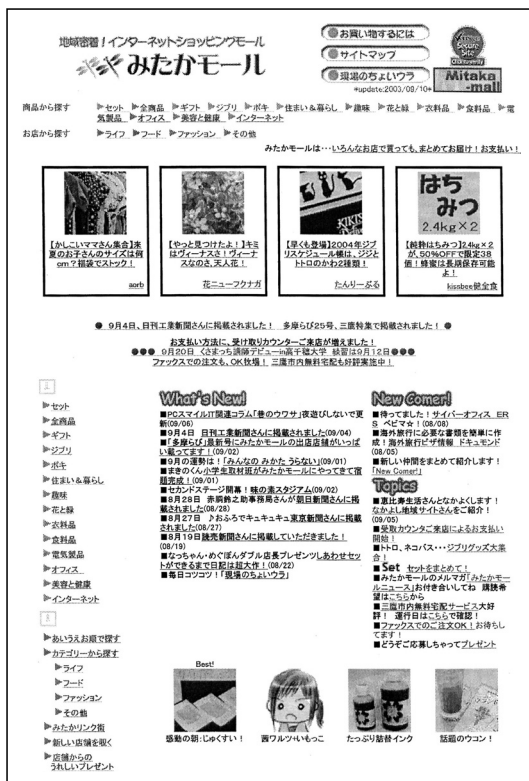 地域密着！インターネットショッピングモール
みたかモール
お買い物するには
サイトマップ
現場のちょいウラ
Secure
Site
Mitaka
-mall
*update:2003/09/10*
商品から探す ▶セット ▶全商品 ▶ギフト ▶ジブリ ▶ポキ ▶住まい＆暮らし ▶趣味 ▶花と緑 ▶衣料品 ▶食料品 ▶電
気製品 ▶オフィス ▶美容と健康 ▶インターネット
お店から探す ▶ライフ ▶フード ▶ファッション ▶その他
みたかモールは・・・いろんなお店で買っても、まとめてお届け！お支払い！
【かしこいママさん集合】来
夏のお子さんのサイズは何
cm？福袋でストック！
aorb
【やっと見つけたよ！】キミ
はヴィーナスさ！ヴィーナ
スなのさ、天人花！
花ニューフクナガ
KIKIS
【早くも登場】2004年ジブ
リスケジュール帳は、ジジと
トトロのかわ2種類！
たんりーぶる
はち
みつ
2.4kg×2
【純粋はちみつ】2.4kg×2
が、50％OFFで限定38
個！蜂蜜は長期保存可能
よ！
kissbee健全食
● 9月4日、日刊工業新聞さんに掲載されました！ 多摩らび25号、三鷹特集で掲載されました！ ●
お支払い方法に、受け取りカウンターご来店が増えました！
●●● 9月20日 くさまっち講師デビューin高千穂大学 練習は9月12日●●●
ファックスでの注文も、OK牧場！ 三鷹市内無料宅配も好評実施中！
▶セット
▶全商品
▶ギフト
▶ジブリ
▶ポキ
▶住まい＆暮らし
▶趣味
▶花と緑
▶衣料品
▶食料品
▶電気製品
▶オフィス
▶美容と健康
▶インターネット
▶あいうえお順で探す
▶カテゴリーから探す
▶ライフ
▶フード
▶ファッション
▶その他
▶みたかリンク街
▶新しい店舗を覗く
▶店舗からの
うれしいプレゼント
What's New!
■PCスマイルIT関連コラム「巷のウワサ」夜遊びしないで更
新(09/06)
■9月4日 日刊工業新聞さんに掲載されました(09/04)
■「多摩らび」最新号にみたかモールの出店店舗がいっぱ
い載ってます！(09/02)
■9月の運勢は！「みんなの みかた うらない」(09/01)
■まきのくん小学生取材班がみたかモールにやってきて宿
題完成！(09/01)
■セカンドステージ開幕！味の素スタジアム(09/02)
■8月28日 赤鯛鈴之助事務局さんが朝日新聞さんに掲
載されました(08/28)
■8月27日 ♪おふろでキュキュキュ東京新聞さんに掲載
されました(08/27)
■8月19日読売新聞さんに掲載していただきました！
(08/19)
■なっちゃん・めぐぽんダブル店長プレゼンツしあわせセッ
トができるまで日記は超大作！(08/22)
■毎日コツコツ！「現場のちょいウラ」
New Comer!
■待ってました！サイバーオフィス ER
S ベビマ☆！(08/08)
■海外旅行に必要な書類を簡単に作
成！海外旅行ビザ情報 ドキュモンド
(08/05)
■新しい仲間をまとめて紹介します！
「New Comer!」
Topics
■恵比寿生活さんとなかよします！
なかよし地域サイトさんをご紹介！
(09/05)
■受取カウンタご来店によるお支払い
開始！
■トトロ、ネコバス・・・ジブリグッズ大集
合！
■Set セットをまとめて！
■みたかモールのメルマガ「みたかモー
ルニュース」お付き合いしてね 購読希
望はこちらから
■三鷹市内無料宅配サービス大好
評！ 運行日はこちらで確認！
■ファックスでのご注文OK！お待ちし
てます！
■どうぞご応募しちゃってプレゼント
Best!
感動の朝：じゅくすい！
茜ワルツ+いもっこ
たっぷり詰替インク
話題のウコン！